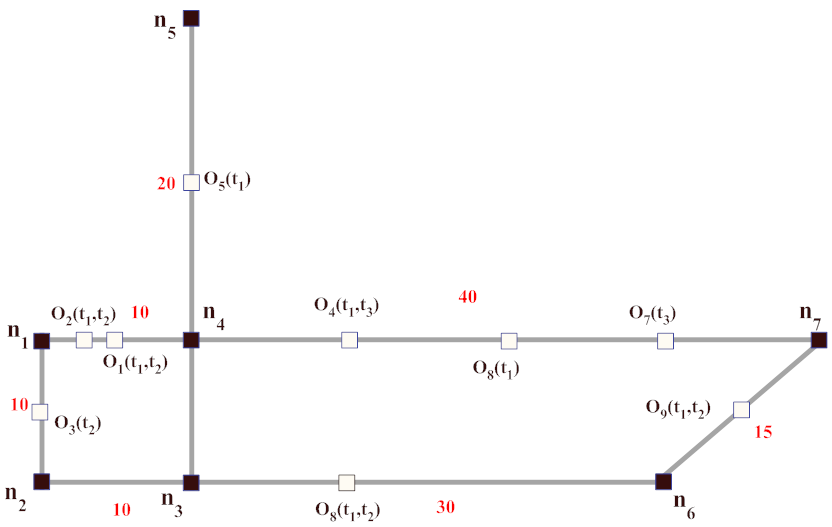 n5
20
O5(t1)
40
O2(t1,t2)
10
n4
O4(t1,t3)
O7(t3)
n7
n1
O1(t1,t2)
O8(t1)
10
O3(t2)
O9(t1,t2)
15
n2
10
n3
O8(t1,t2)
30
n6